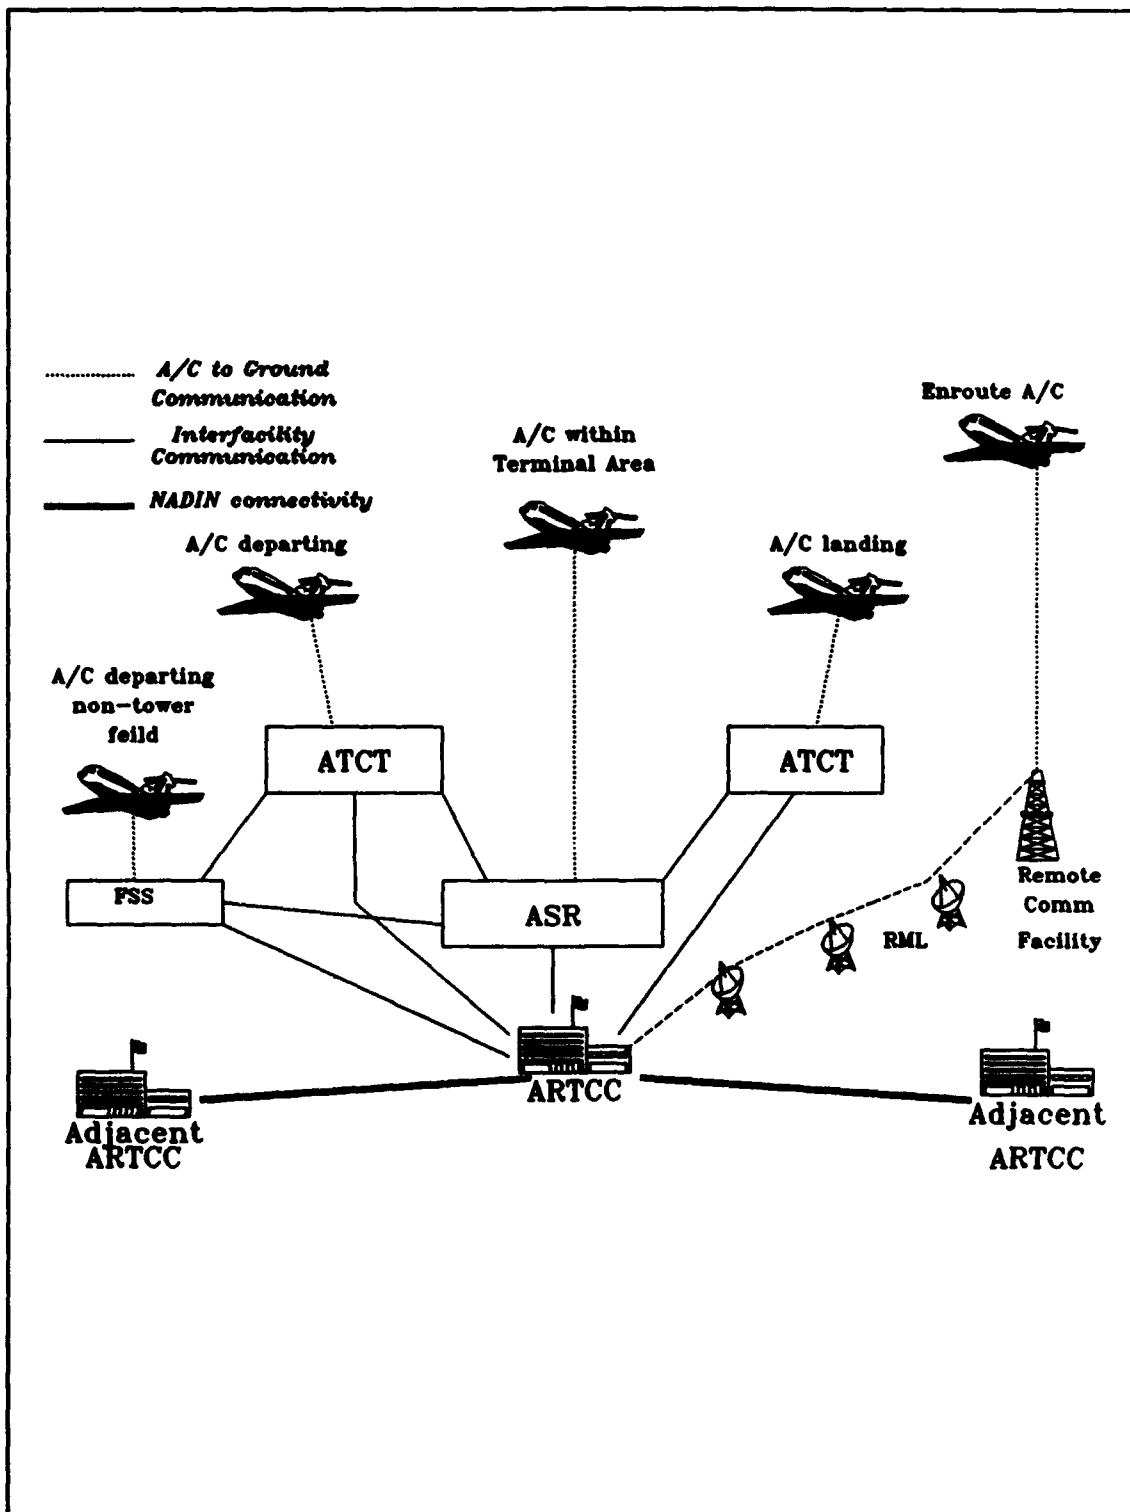 A/C to Ground
Communication
Interfacility
Communication
NADIN connectivity
Enroute A/C
A/C within
Terminal Area
A/C departing
A/C landing
A/C departing
non-tower
feild
ATCT
ATCT
FSS
ASR
Remote
Comm
Facility
RML
ARTCC
Adjacent
ARTCC
Adjacent
ARTCC